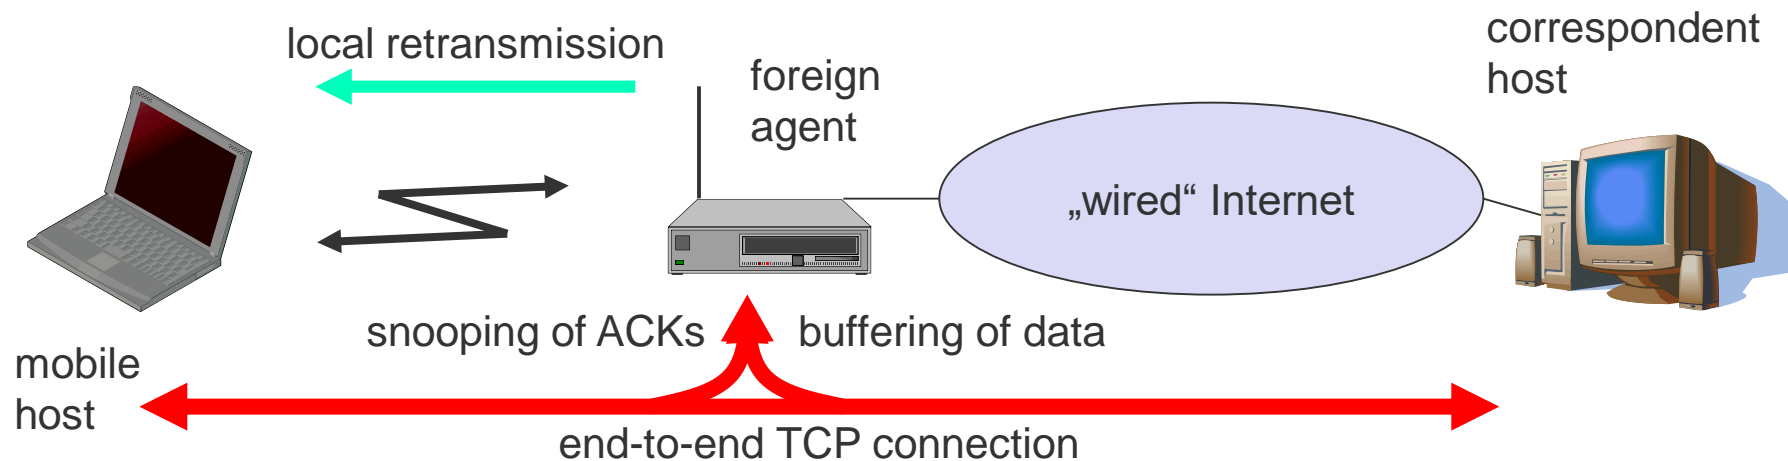 local retransmission
correspondent
host
foreign
agent
„wired“ Internet
snooping of ACKs
buffering of data
mobile
host
end-to-end TCP connection